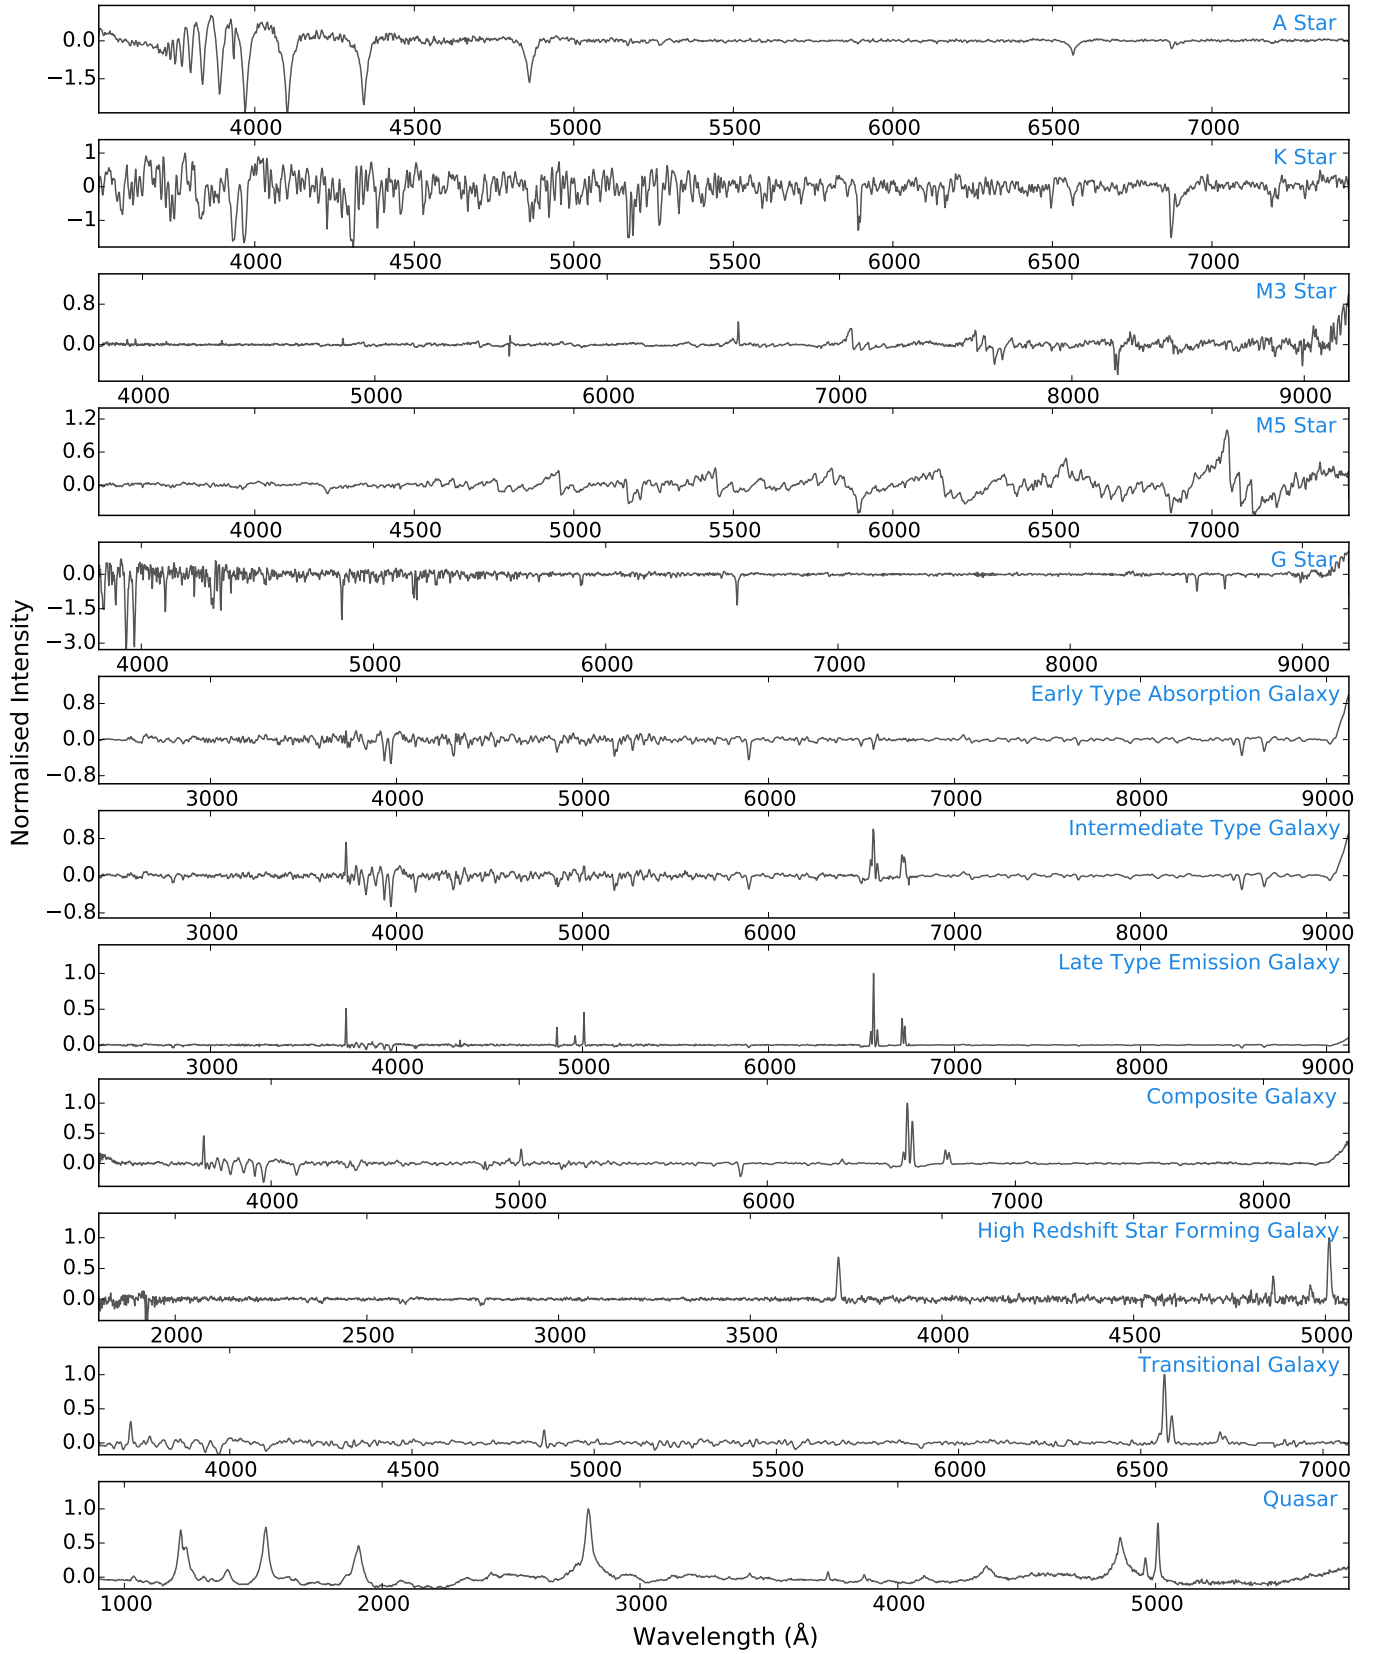 A Star
0.0
−1.5
4000 4500 5000 5500 6000 6500 7000
K Star
1
0
−1
4000 4500 5000 5500 6000 6500 7000
M3 Star
0.8
0.0
4000 5000 6000 7000 8000 9000
M5 Star
1.2
0.6
0.0
4000 4500 5000 5500 6000 6500 7000
G Star
0.0
−1.5
−3.0
4000 5000 6000 7000 8000 9000
Early Type Absorption Galaxy
0.8
0.0
−0.8
3000 4000 5000 6000 7000 8000 9000
Intermediate Type Galaxy
0.8
0.0
−0.8
3000 4000 5000 6000 7000 8000 9000
Late Type Emission Galaxy
1.0
0.5
0.0
3000 4000 5000 6000 7000 8000 9000
Composite Galaxy
1.0
0.5
0.0
4000 5000 6000 7000 8000
High Redshift Star Forming Galaxy
1.0
0.5
0.0
2000 2500 3000 3500 4000 4500 5000
Transitional Galaxy
1.0
0.5
0.0
4000 4500 5000 5500 6000 6500 7000
Quasar
1.0
0.5
0.0
1000 2000 3000 4000 5000
Wavelength (Å)
Normalised Intensity